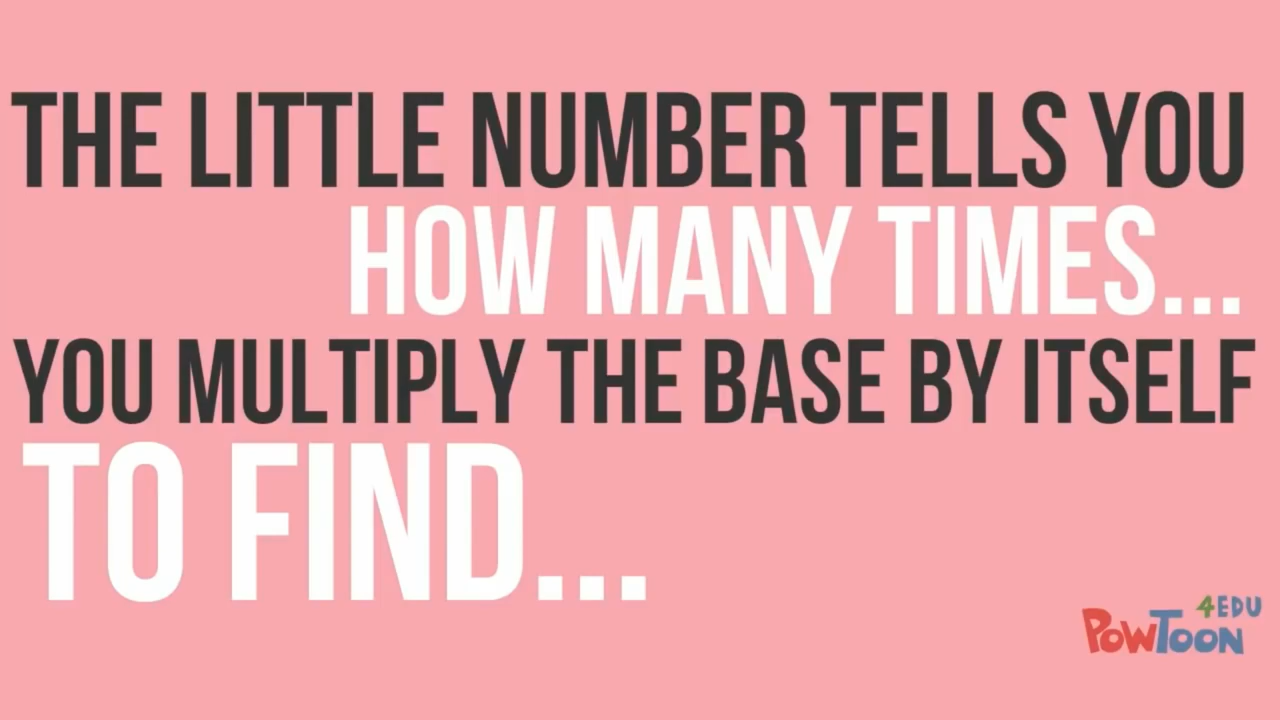 THE LITTLE NUMBER TELLS YOU
HOW MANY TIMES...
YOU MULTIPLY THE BASE BY ITSELF
TO FIND...
4EDU
POWTOON